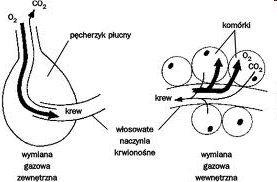 CO2
O2
pęcherzyk płucny
krew
włosowate
naczynia
krwionośne
wymiana
gazowa
zewnętrzna
komórki
O2
CO2
krew
wymiana
gazowa
wewnętrzna